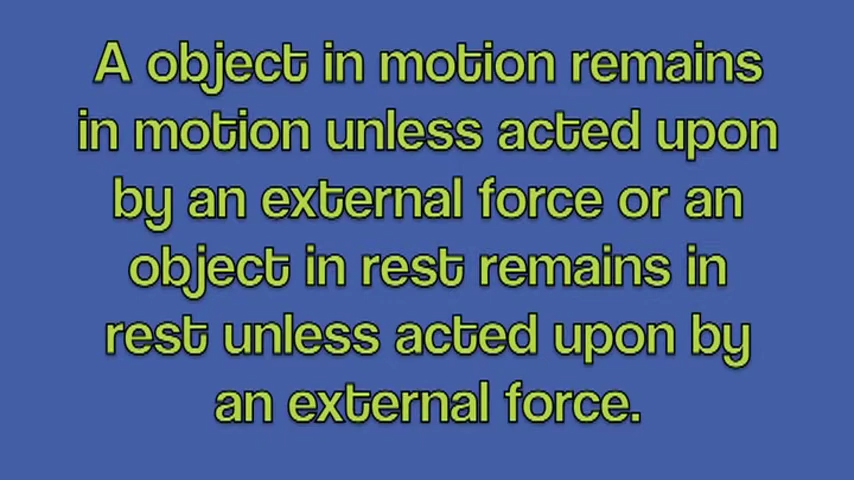 A object in motion remains
in motion unless acted upon
by an external force or an
object in rest remains in
rest unless acted upon by
an external force.